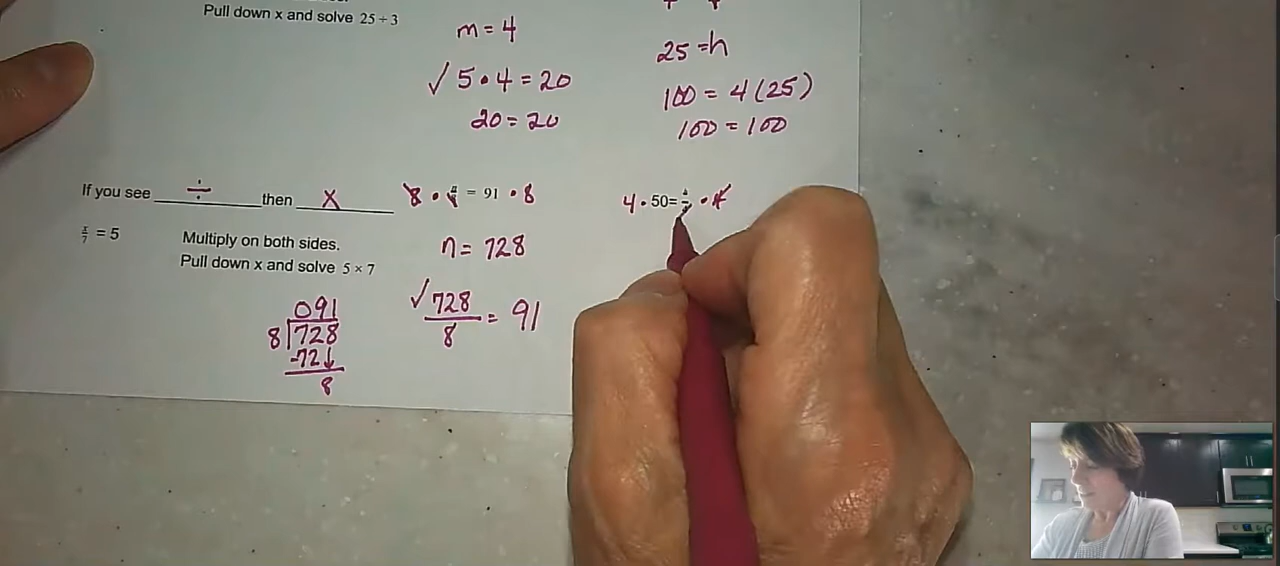 Pull down x and solve 25 ÷ 3
m = 4
✓ 5 • 4 = 20
20 = 20
25 = h
100 = 4 (25)
100 = 100
If you see ÷ then x
x/7 = 5
Multiply on both sides.
Pull down x and solve 5 × 7
091
8 728
-72↓
8
8 • = 91 • 8
n = 728
✓ 728/8 = 91
4 • 50 =